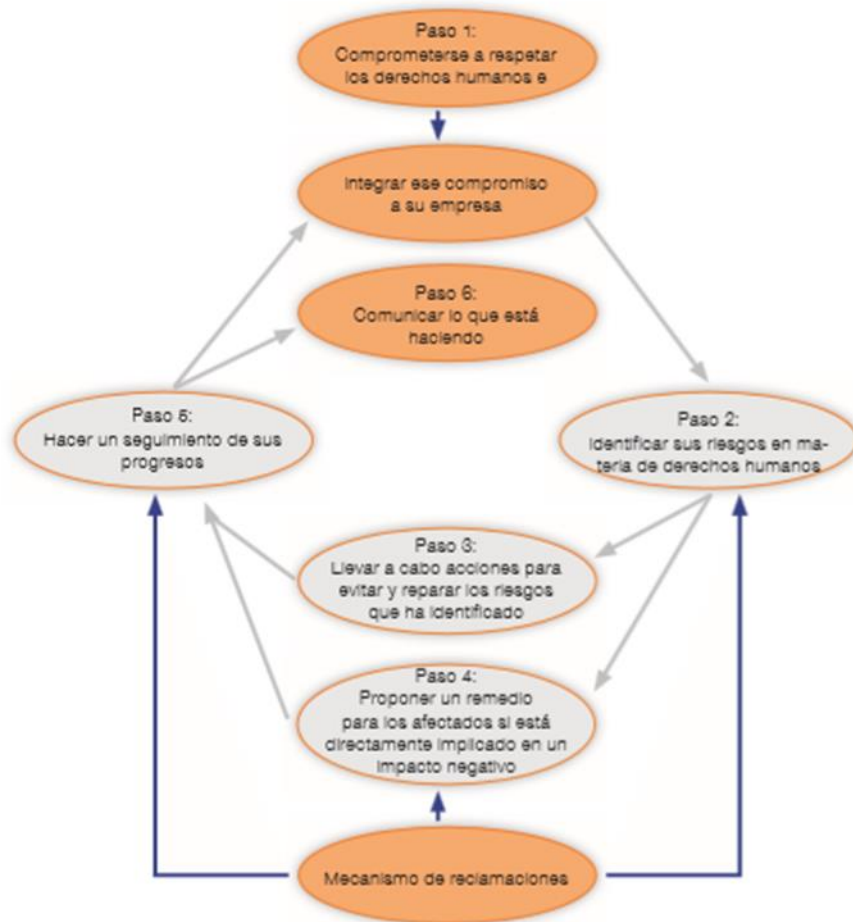 Paso 1:
Comprometerse a respetar
los derechos humanos e
Integrar ese compromiso
a su empresa
Paso 6:
Comunicar lo que está
haciendo
Paso 5:
Hacer un seguimiento de sus
progresos
Paso 2:
Identificar sus riesgos en ma-
teria de derechos humanos
Paso 3:
Llevar a cabo acciones para
evitar y reparar los riesgos
que ha identificado
Paso 4:
Proponer un remedio
para los afectados si está
directamente implicado en un
impacto negativo
Mecanismo de reclamaciones